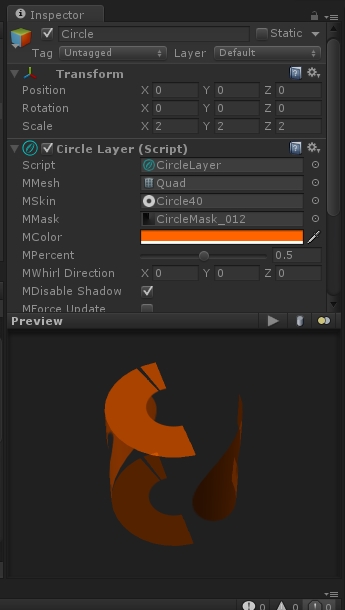 Inspector
Circle
Static
Tag Untagged Layer Default
Transform
Position X 0 Y 0 Z 0
Rotation X 0 Y 0 Z 0
Scale X 2 Y 2 Z 2
Circle Layer (Script)
Script CircleLayer
MMesh Quad
MSkin Circle40
MMask CircleMask_012
MColor
MPercent 0.5
MWhirl Direction X 0 Y 0 Z 0
MDisable Shadow
MForce Update
Preview
0 0 0